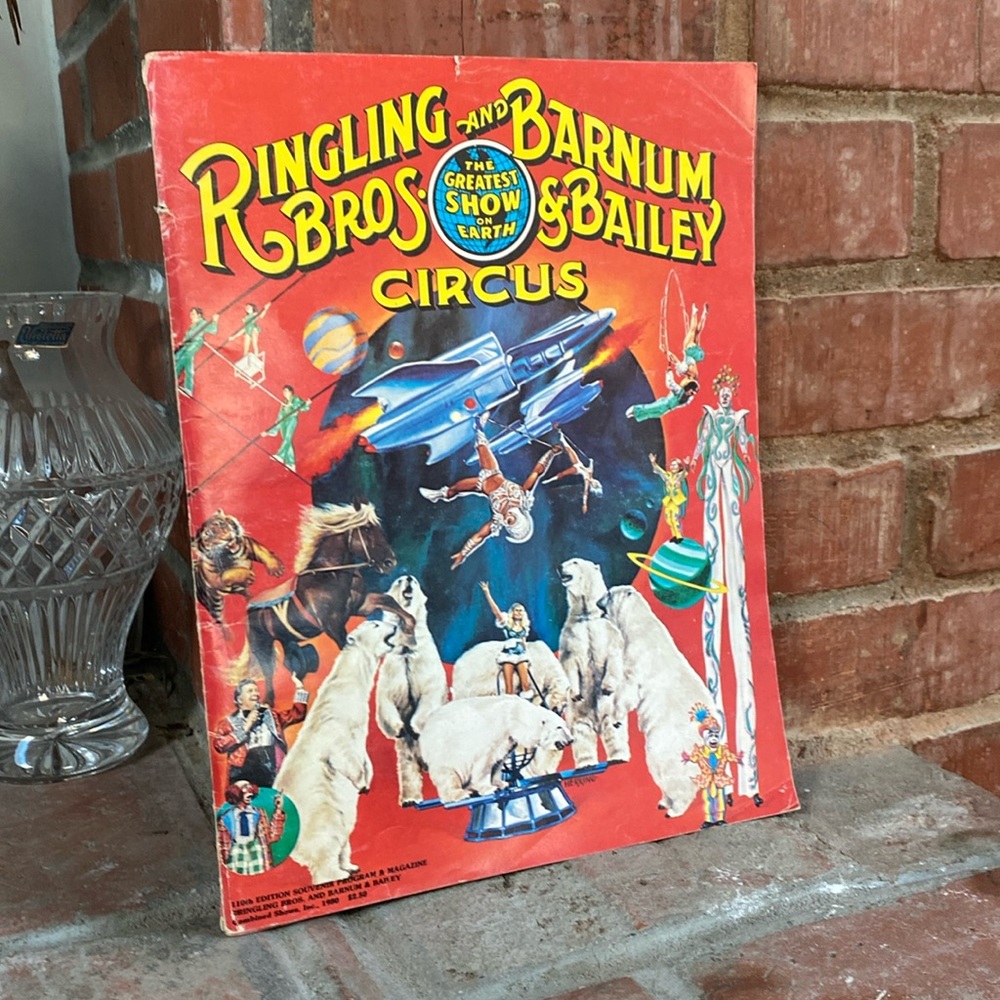 RINGLING AND BARNUM
BROS. & BAILEY
THE
GREATEST
SHOW
ON
EARTH
CIRCUS
HERRING
110th EDITION SOUVENIR PROGRAM & MAGAZINE
RINGLING BROS. AND BARNUM & BAILEY
Combined Shows, Inc., 1980 $2.50